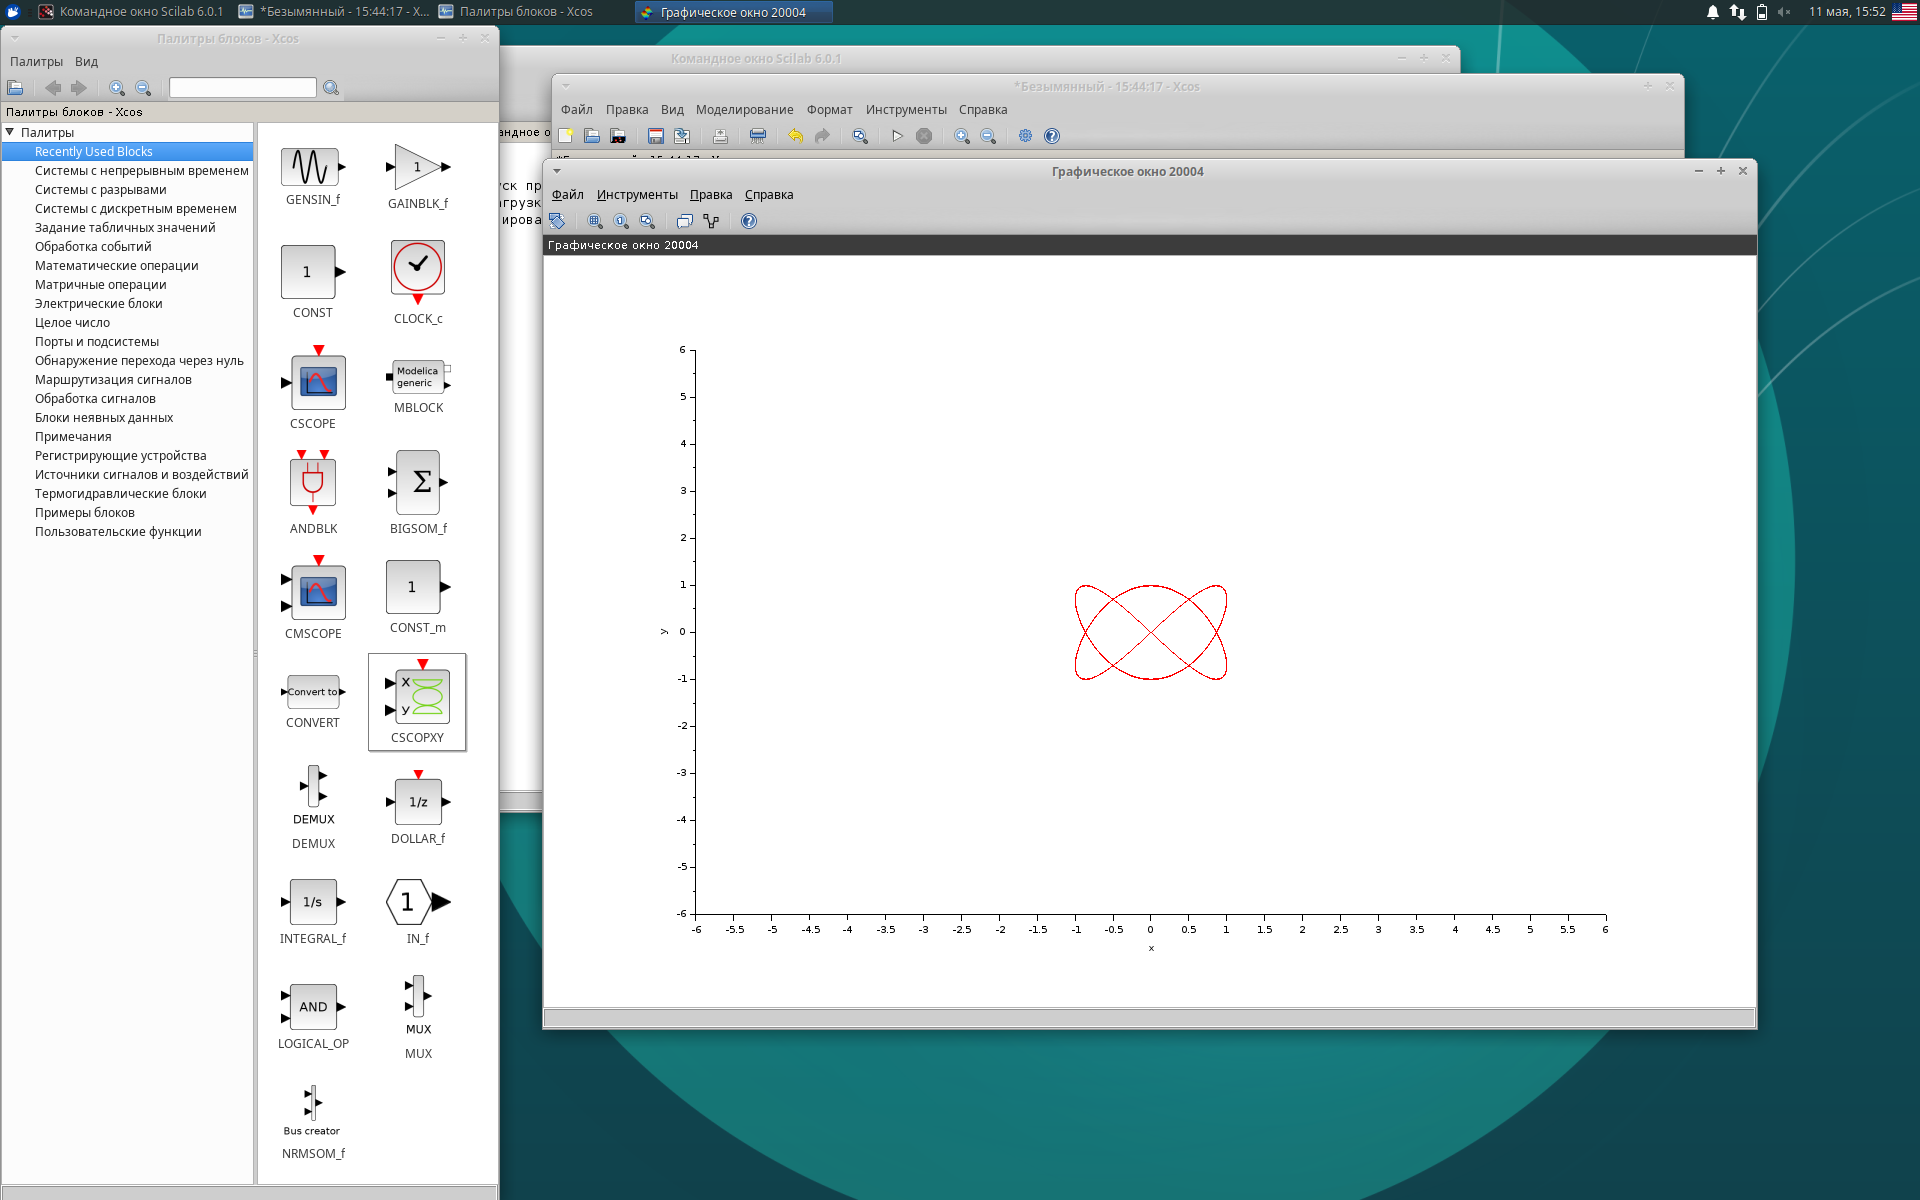 Командное окно Scilab 6.0.1
*Безымянный - 15:44:17 - X...
Палитры блоков - Xcos
Графическое окно 20004
11 мая, 15:52
Палитры блоков - Xcos
Палитры Вид
Палитры блоков - Xcos
Палитры
Recently Used Blocks
Системы с непрерывным временем
Системы с разрывами
Системы с дискретным временем
Задание табличных значений
Обработка событий
Математические операции
Матричные операции
Электрические блоки
Целое число
Порты и подсистемы
Обнаружение перехода через нуль
Маршрутизация сигналов
Обработка сигналов
Блоки неявных данных
Примечания
Регистрирующие устройства
Источники сигналов и воздействий
Термогидравлические блоки
Примеры блоков
Пользовательские функции
GENSIN_f
1
GAINBLK_f
1
CONST
CLOCK_c
CSCOPE
Modelica
generic
MBLOCK
ANDBLK
Σ
BIGSOM_f
CMSCOPE
1
CONST_m
Convert to
CONVERT
X
y
CSCOPXY
DEMUX
DEMUX
1/z
DOLLAR_f
1/s
INTEGRAL_f
1
IN_f
AND
LOGICAL_OP
MUX
MUX
Bus creator
NRMSOM_f
Командное окно Scilab 6.0.1
андное о
ск пр
агрузк
ирова
*Безымянный - 15:44:17 - Xcos
Файл Правка Вид Моделирование Формат Инструменты Справка
Графическое окно 20004
Файл Инструменты Правка Справка
Графическое окно 20004
6
5
4
3
2
1
y 0
-1
-2
-3
-4
-5
-6
-6 -5.5 -5 -4.5 -4 -3.5 -3 -2.5 -2 -1.5 -1 -0.5 0 0.5 1 1.5 2 2.5 3 3.5 4 4.5 5 5.5 6
x